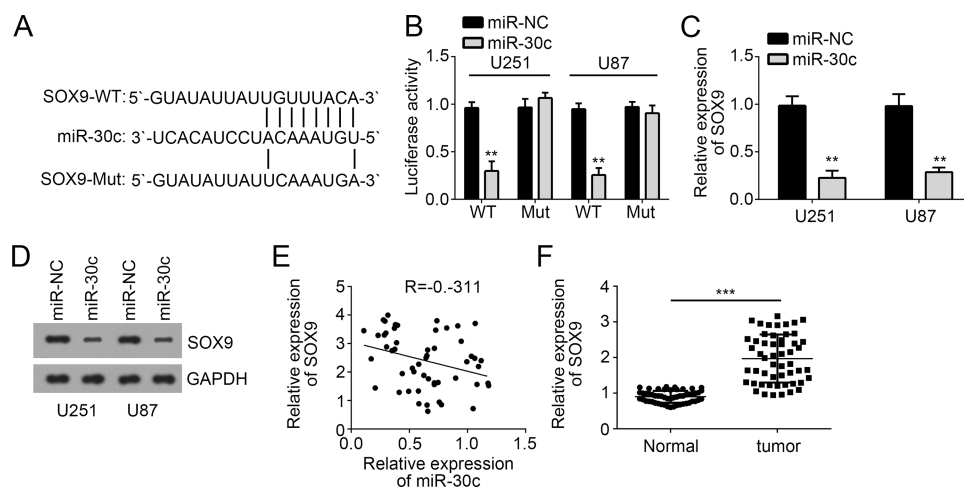 A
SOX9-WT: 5`-GUAUAUUAUUGUUUACA-3`
miR-30c: 3`-UCACAUCCUACAAAUGU-5`
SOX9-Mut: 5`-GUAUAUUAUUCAAAUGA-3`
B
miR-NC
miR-30c
U251
U87
Luciferase activity
1.5
1.0
0.5
0.0
**
**
WT
Mut
WT
Mut
C
miR-NC
miR-30c
Relative expression
of SOX9
1.5
1.0
0.5
0.0
**
**
U251
U87
D
miR-NC
miR-30c
miR-NC
miR-30c
SOX9
GAPDH
U251
U87
E
R=-0.-311
Relative expression
of SOX9
5
4
3
2
1
0
0.0
0.5
1.0
1.5
Relative expression
of miR-30c
F
***
Relative expression
of SOX9
4
3
2
1
0
Normal
tumor